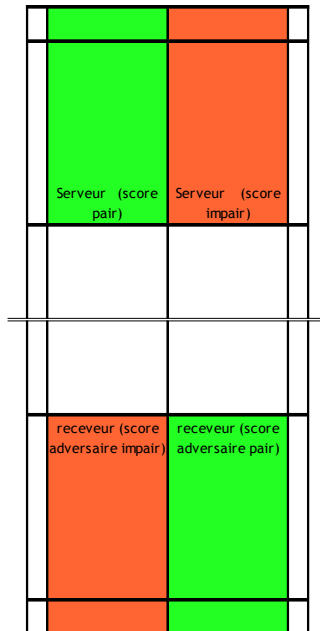 Serveur (score
pair)
Serveur (score
impair)
receveur (score
adversaire impair)
receveur (score
adversaire pair)